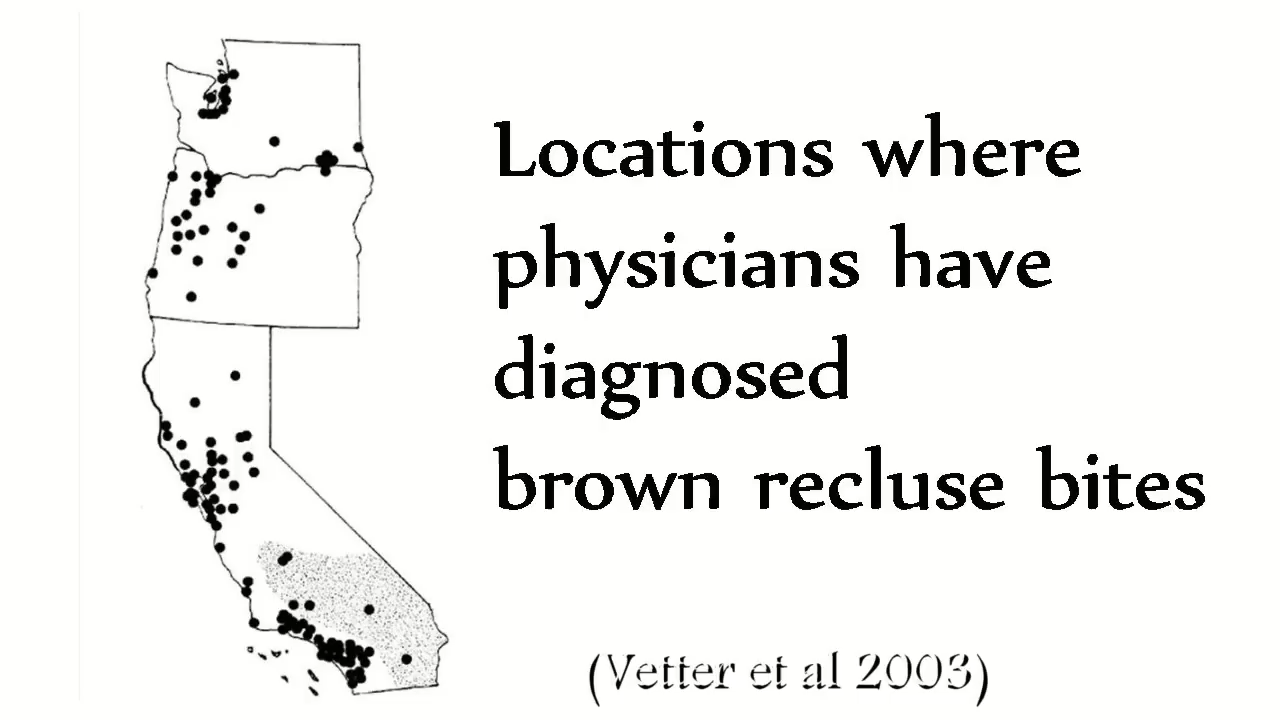 Locations where
physicians have
diagnosed
brown recluse bites
(Vetter et al 2003)